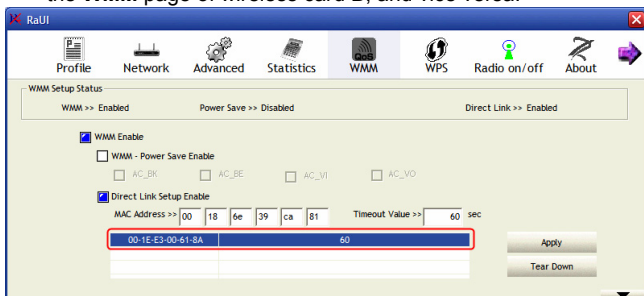 the WMM page of wireless card B, and vice versa.
RaUI
Profile Network Advanced Statistics QoS WMM WPS Radio on/off About
WMM Setup Status
WMM >> Enabled Power Save >> Disabled Direct Link >> Enabled
WMM Enable
WMM - Power Save Enable
AC_BK AC_BE AC_VI AC_VO
Direct Link Setup Enable
MAC Address >> 00 18 6e 39 ca 81 Timeout Value >> 60 sec
00-1E-E3-00-61-8A 60
Apply
Tear Down